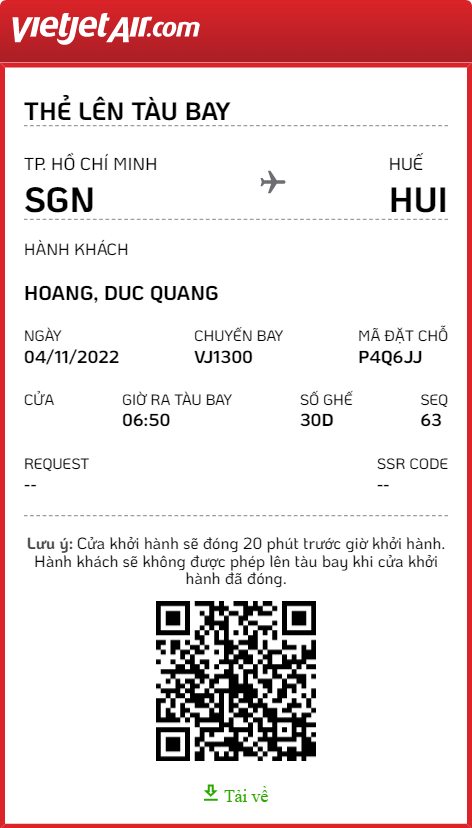 vietjetAir.com
THẺ LÊN TÀU BAY
TP. HỒ CHÍ MINH HUẾ
SGN HUI
HÀNH KHÁCH
HOANG, DUC QUANG
NGÀY CHUYẾN BAY MÃ ĐẶT CHỖ
04/11/2022 VJ1300 P4Q6JJ
CỬA GIỜ RA TÀU BAY SỐ GHẾ SEQ
06:50 30D 63
REQUEST SSR CODE
-- --
Lưu ý: Cửa khởi hành sẽ đóng 20 phút trước giờ khởi hành.
Hành khách sẽ không được phép lên tàu bay khi cửa khởi
hành đã đóng.
Tải về